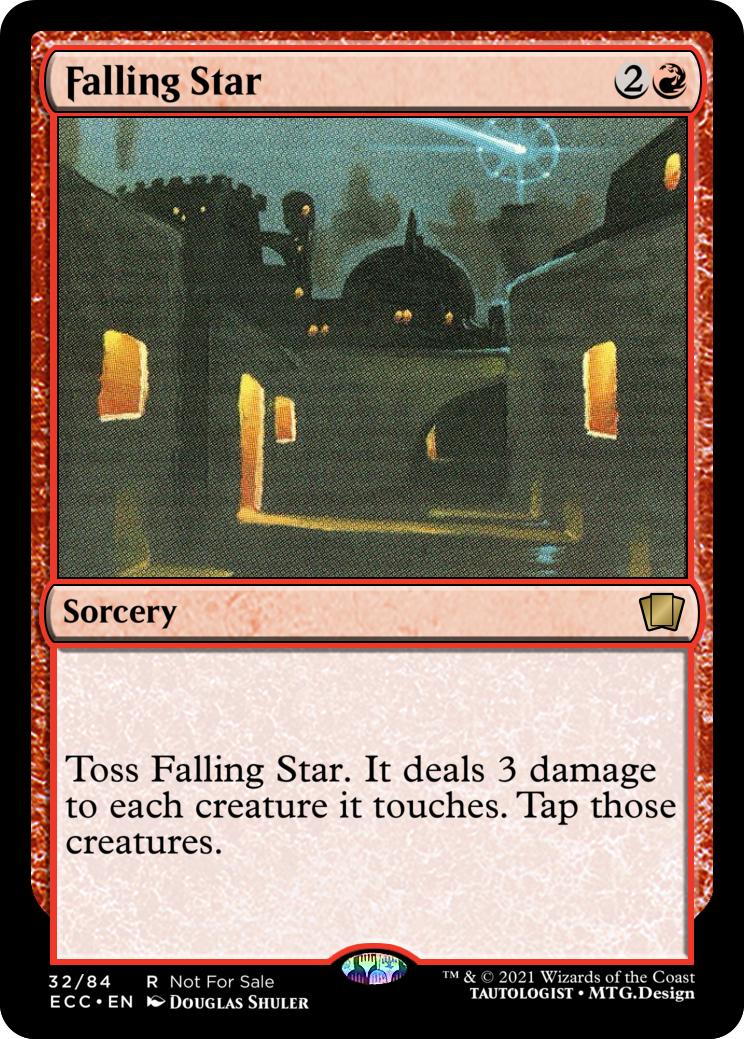 Falling Star 2
Sorcery
Toss Falling Star. It deals 3 damage
to each creature it touches. Tap those
creatures.
32/84 R Not For Sale
ECC • EN Douglas Shuler
™ & © 2021 Wizards of the Coast
TAUTOLOGIST • MTG.Design